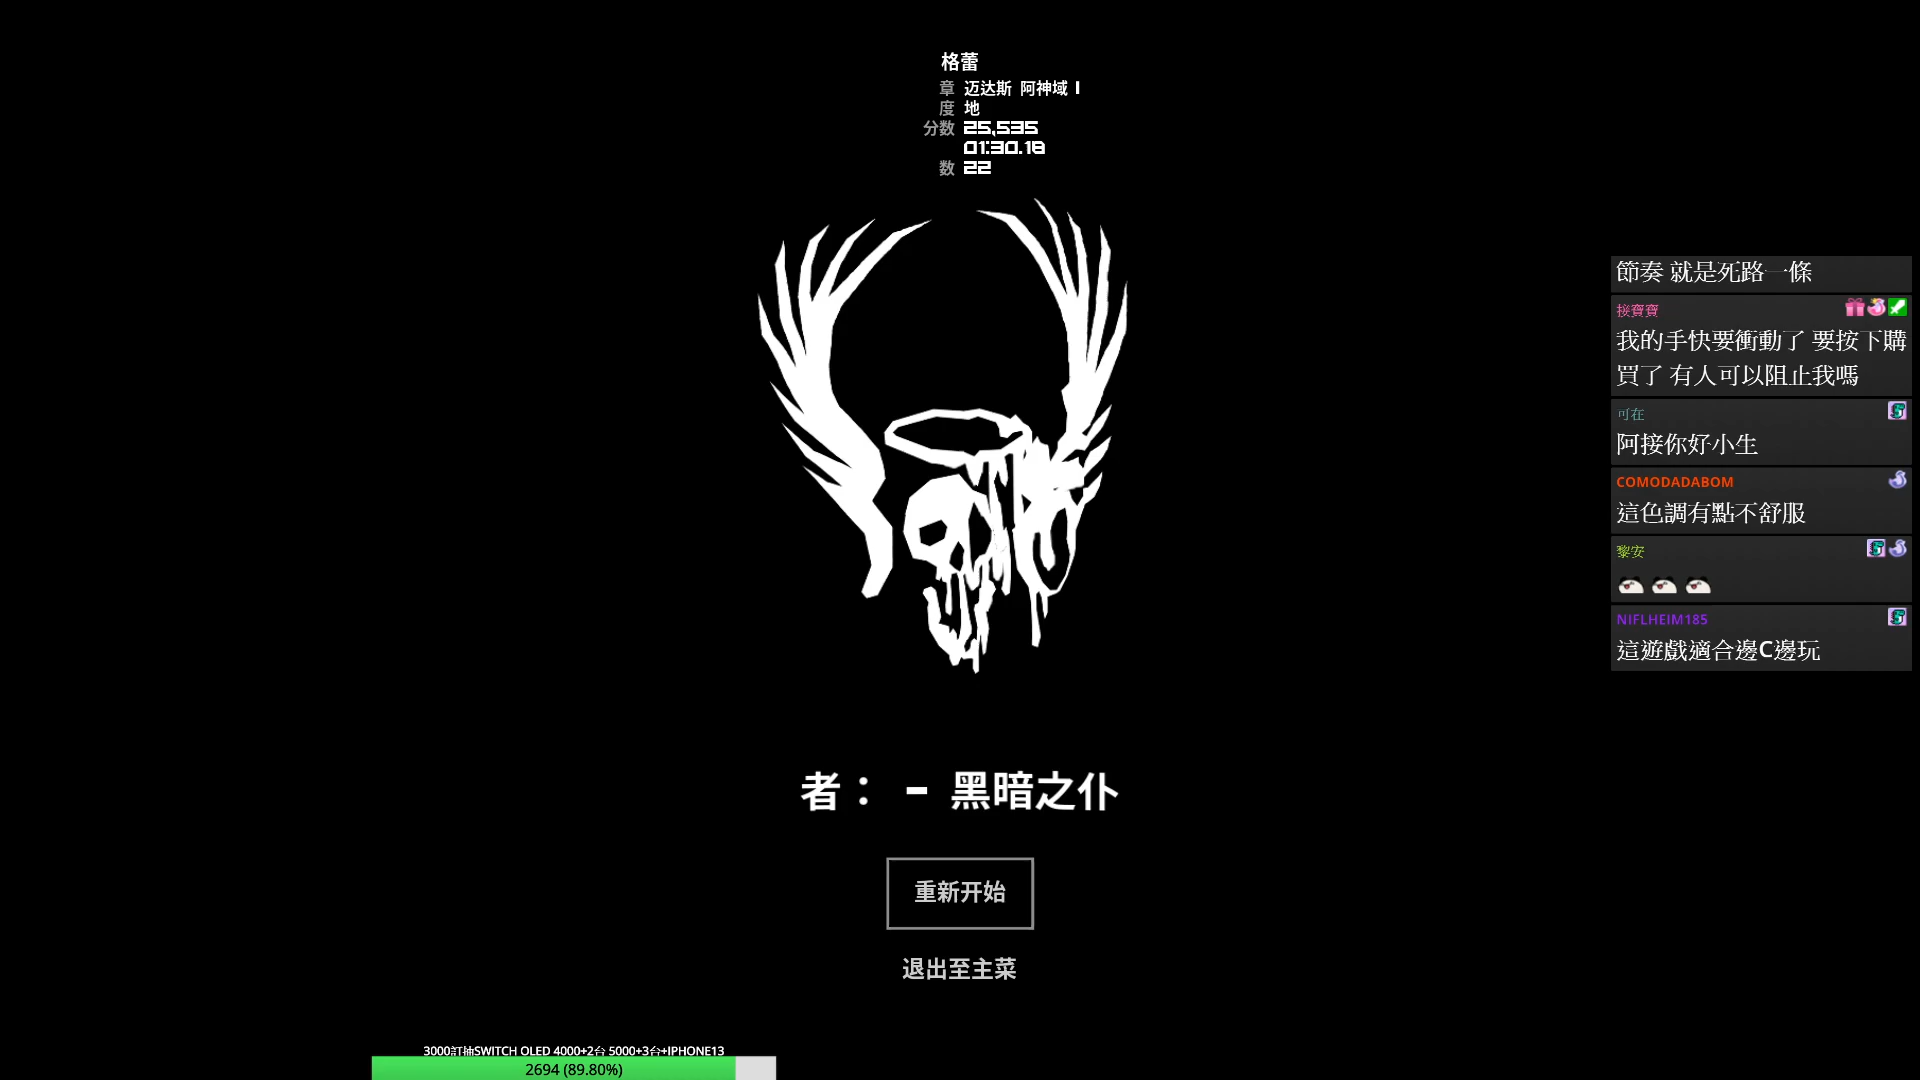 格蕾
章 迈达斯 阿神域 I
度 地
分数 25,535
01:30.18
数 22
節奏 就是死路一條
接寶寶
我的手快要衝動了 要按下購
買了 有人可以阻止我嗎
可在
阿接你好小生
COMODADABOM
這色調有點不舒服
黎安
NIFLHEIM185
這遊戲適合邊C邊玩
者： - 黑暗之仆
重新开始
退出至主菜
3000訂抽SWITCH OLED 4000+2台 5000+3台+IPHONE13
2694 (89.80%)